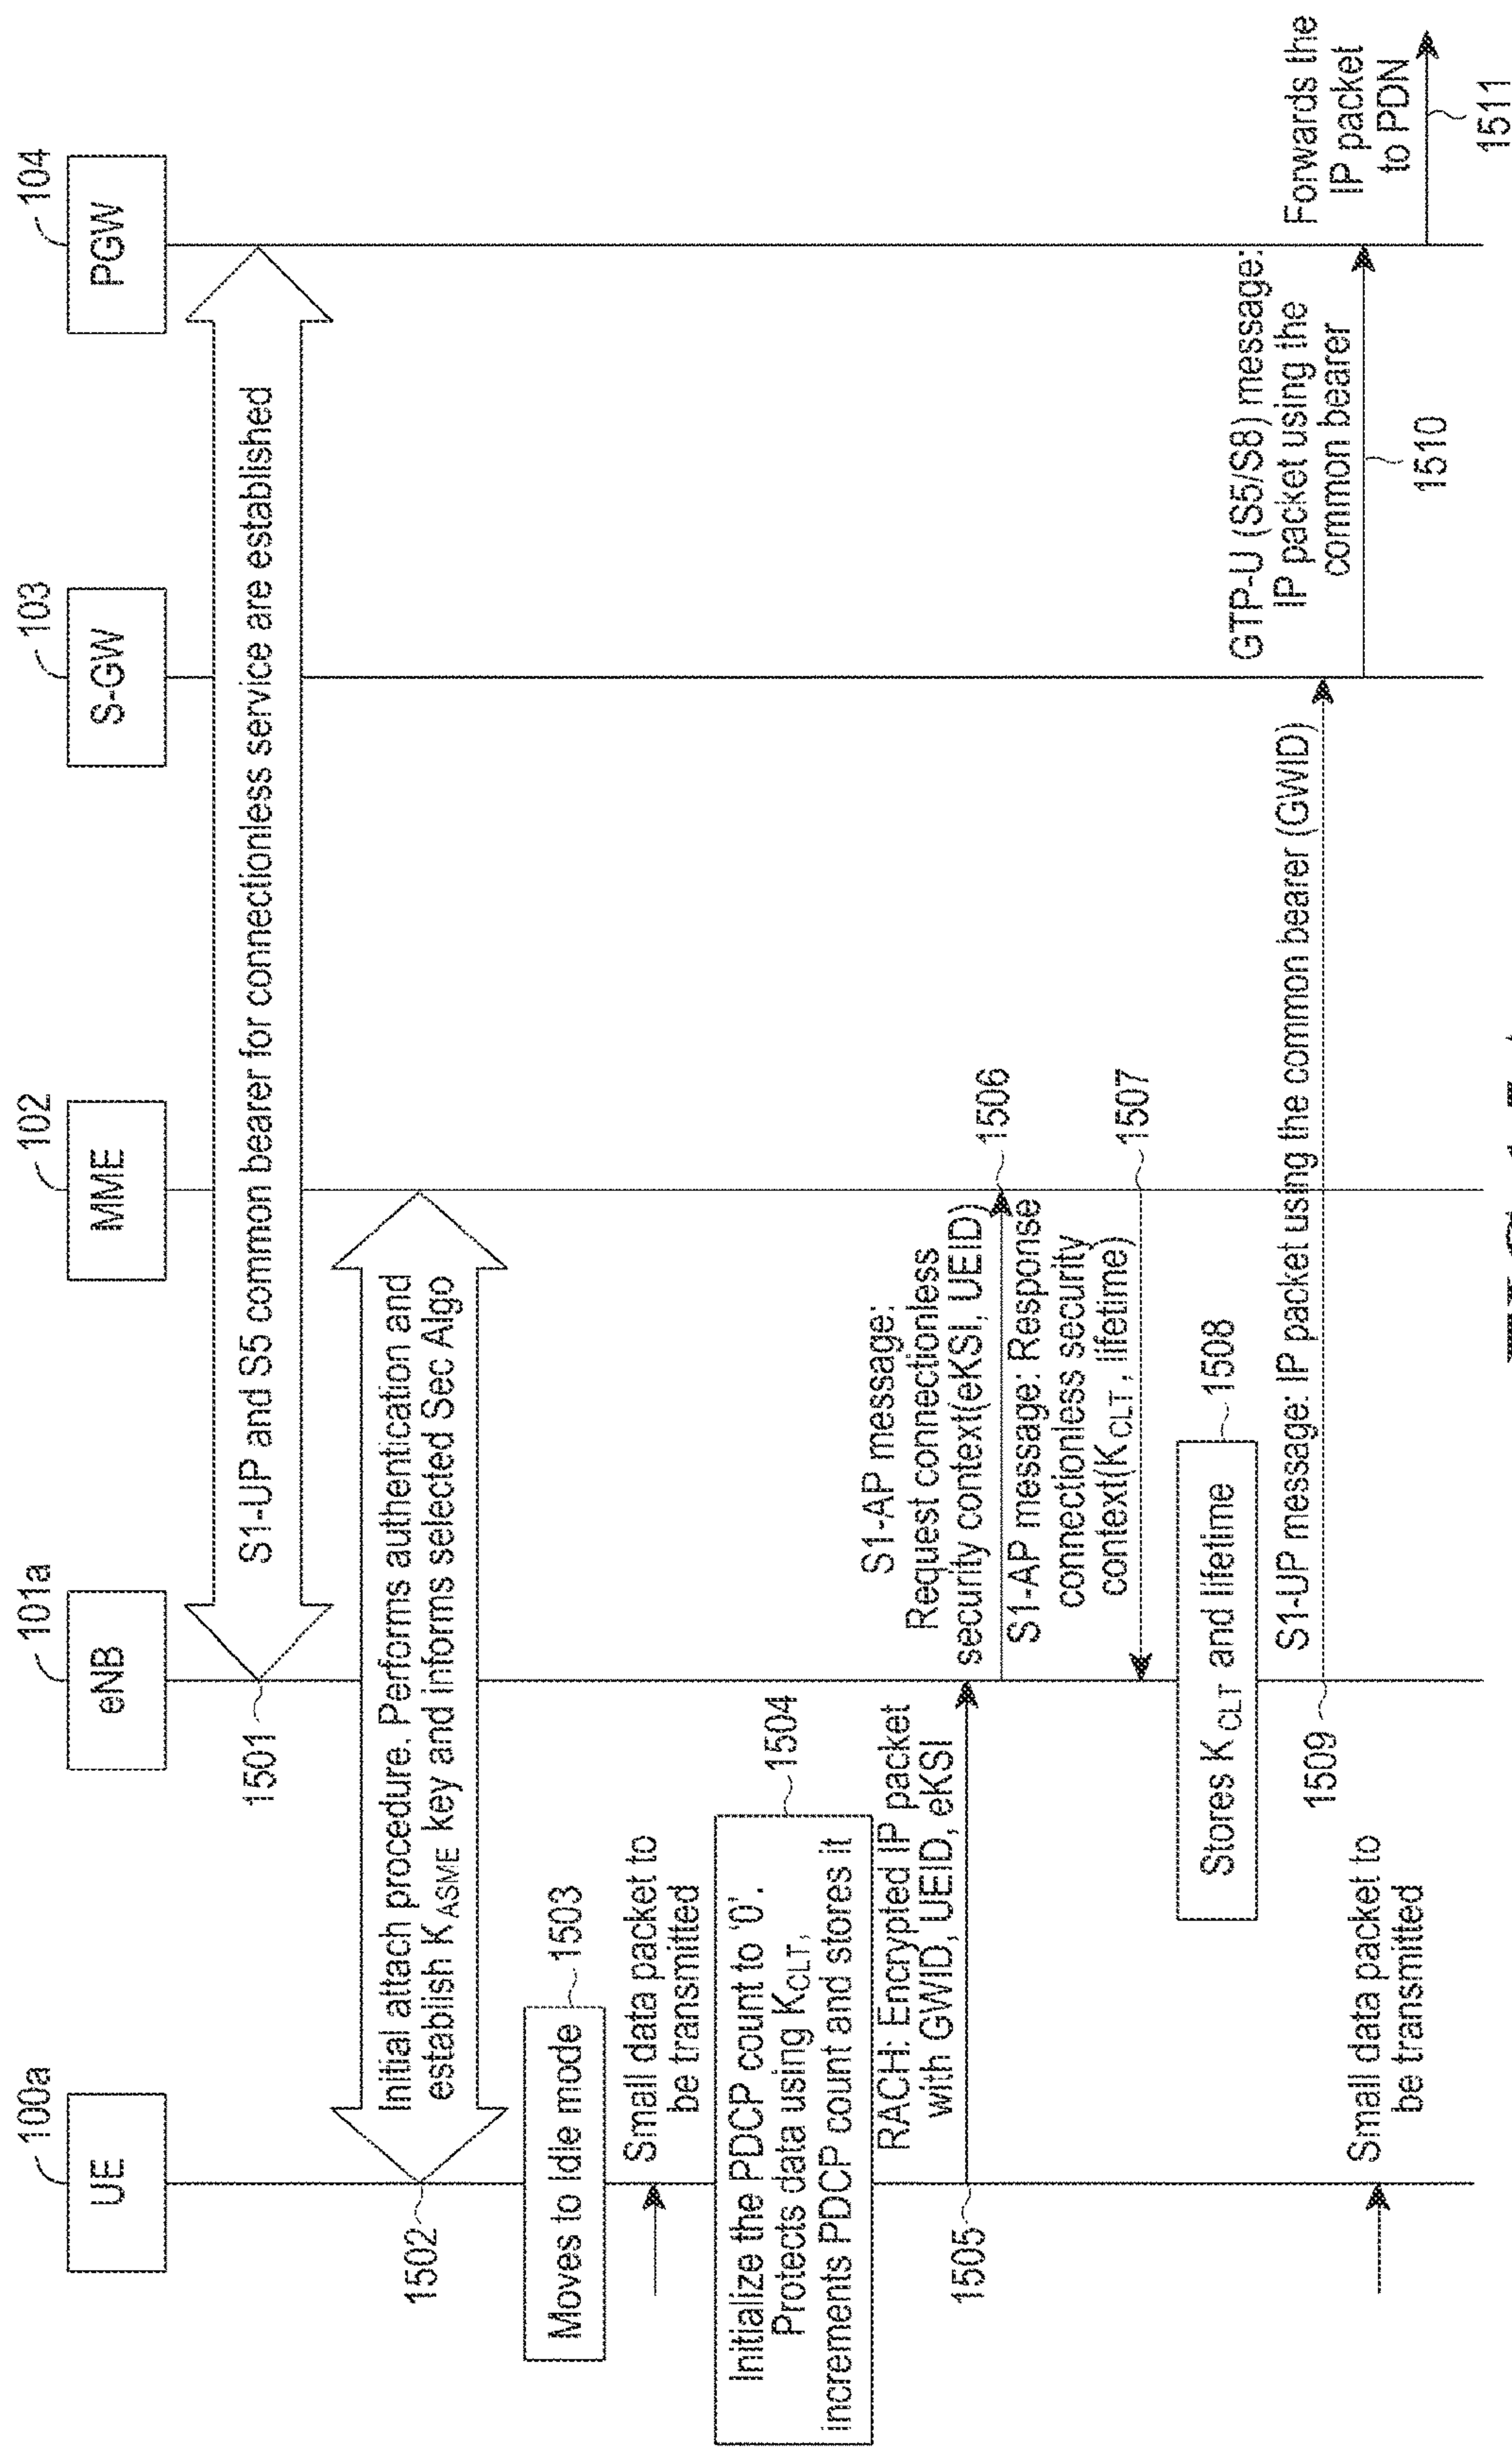 100a
UE
101a
eNB
102
MME
103
S-GW
104
PGW
S1-UP and S5 common bearer for connectionless service are established
1501
Initial attach procedure. Performs authentication and
establish KASME key and informs selected Sec Algo
1502
Moves to Idle mode
1503
Small data packet to
be transmitted
Initialize the PDCP count to '0'.
Protects data using KCLT,
increments PDCP count and stores it
1504
RACH: Encrypted IP packet
with GWID, UEID, eKSI
1505
S1-AP message:
Request connectionless
security context(eKSI, UEID)
1506
S1-AP message: Response
connectionless security
context(KCLT, lifetime)
1507
Stores KCLT and lifetime
1508
S1-UP message: IP packet using the common bearer (GWID)
1509
GTP-U (S5/S8) message:
IP packet using the
common bearer
1510
Forwards the
IP packet
to PDN
1511
Small data packet to
be transmitted